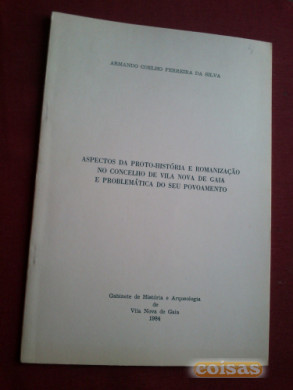 ARMANDO COELHO FERREIRA DA SILVA
ASPECTOS DA PROTO-HISTÓRIA E ROMANIZAÇÃO
NO CONCELHO DE VILA NOVA DE GAIA
E PROBLEMÁTICA DO SEU POVOAMENTO
Gabinete de História e Arqueologia
de
Vila Nova de Gaia
1984
coisas